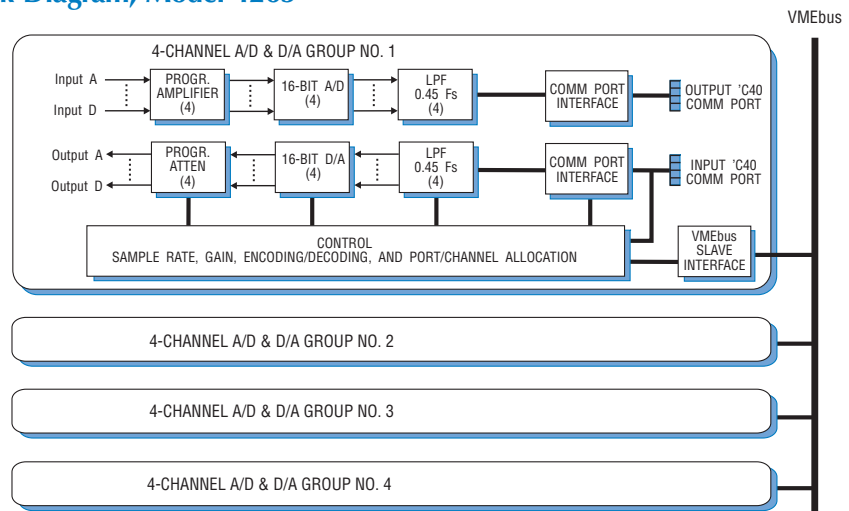 VMEbus
4-CHANNEL A/D & D/A GROUP NO. 1
Input A
Input D
PROGR.
AMPLIFIER
(4)
16-BIT A/D
(4)
LPF
0.45 Fs
(4)
COMM PORT
INTERFACE
OUTPUT 'C40
COMM PORT
Output A
Output D
PROGR.
ATTEN
(4)
16-BIT D/A
(4)
LPF
0.45 Fs
(4)
COMM PORT
INTERFACE
INPUT 'C40
COMM PORT
CONTROL
SAMPLE RATE, GAIN, ENCODING/DECODING, AND PORT/CHANNEL ALLOCATION
VMEbus
SLAVE
INTERFACE
4-CHANNEL A/D & D/A GROUP NO. 2
4-CHANNEL A/D & D/A GROUP NO. 3
4-CHANNEL A/D & D/A GROUP NO. 4